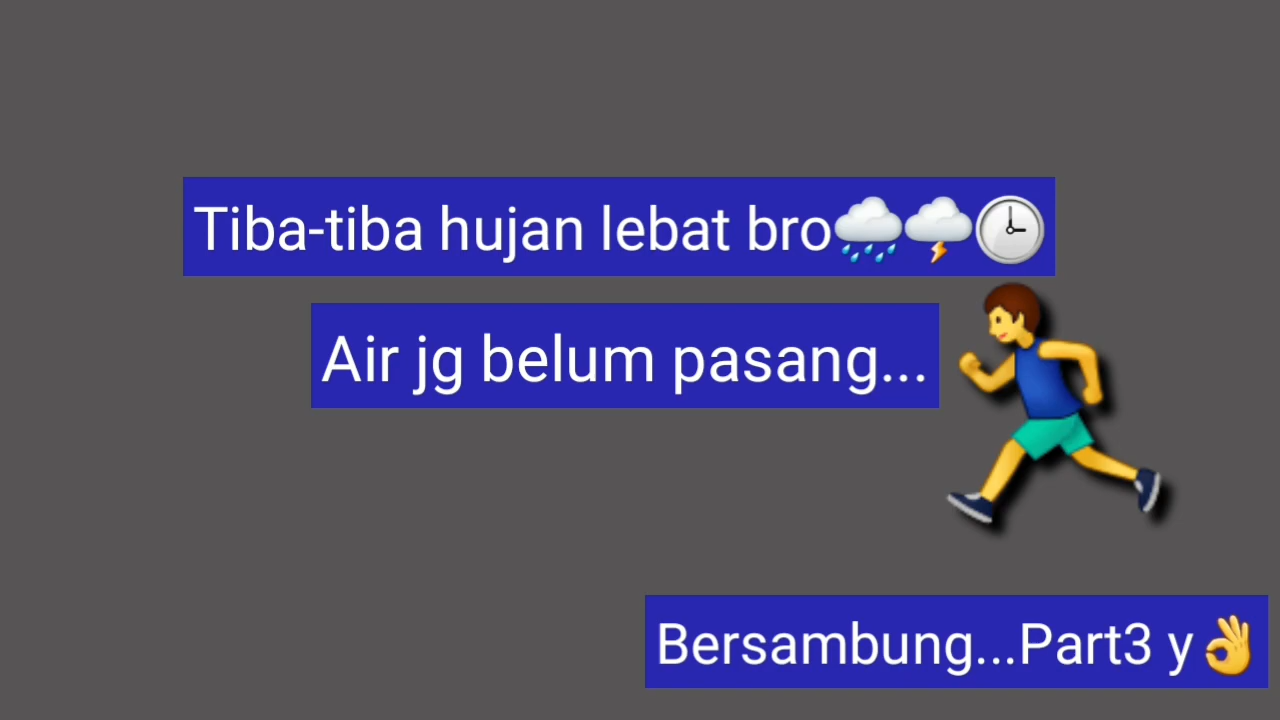 Tiba-tiba hujan lebat bro🌧️🌩️🕒
Air jg belum pasang...
Bersambung...Part3 y👌